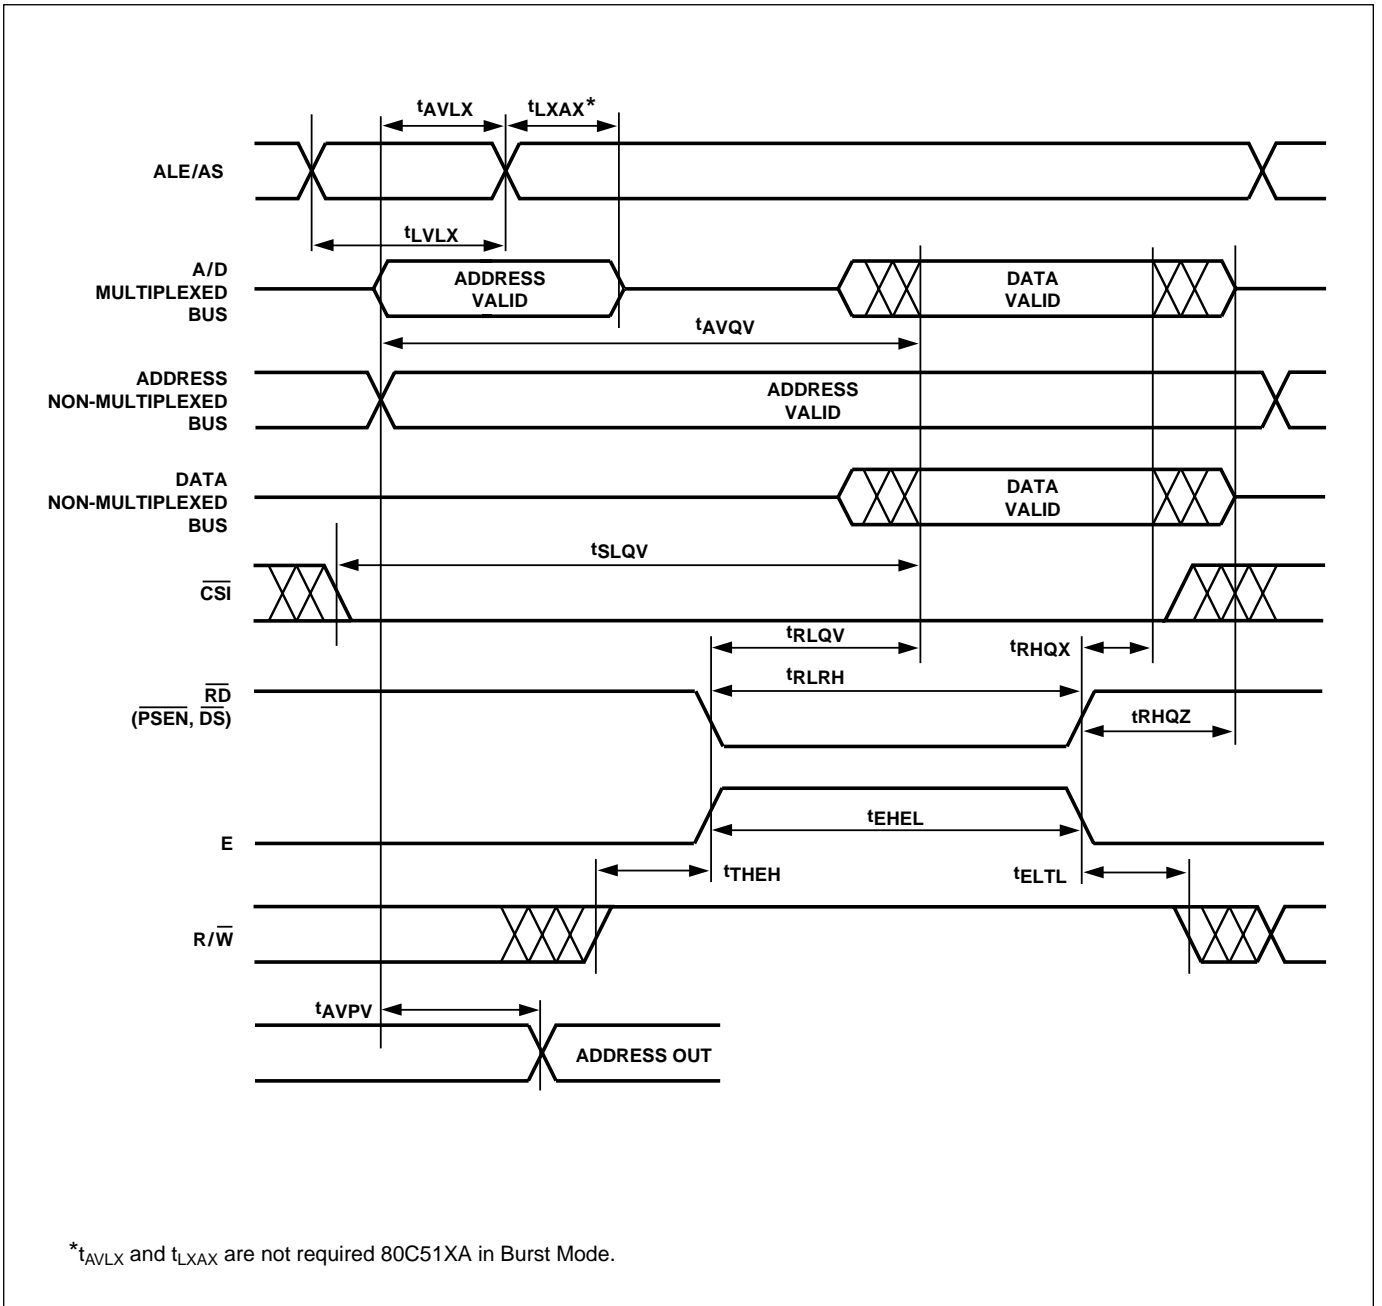 tAVLX
tLXAX*
ALE/AS
tLVLX
A/D
MULTIPLEXED
BUS
ADDRESS
VALID
DATA
VALID
tAVQV
ADDRESS
NON-MULTIPLEXED
BUS
ADDRESS
VALID
DATA
NON-MULTIPLEXED
BUS
DATA
VALID
tSLQV
CSI
tRLQV
tRHQX
tRLRH
RD
(PSEN, DS)
tRHQZ
tEHEL
E
tTHEH
tELTL
R/W
tAVPV
ADDRESS OUT
*tAVLX and tLXAX are not required 80C51XA in Burst Mode.